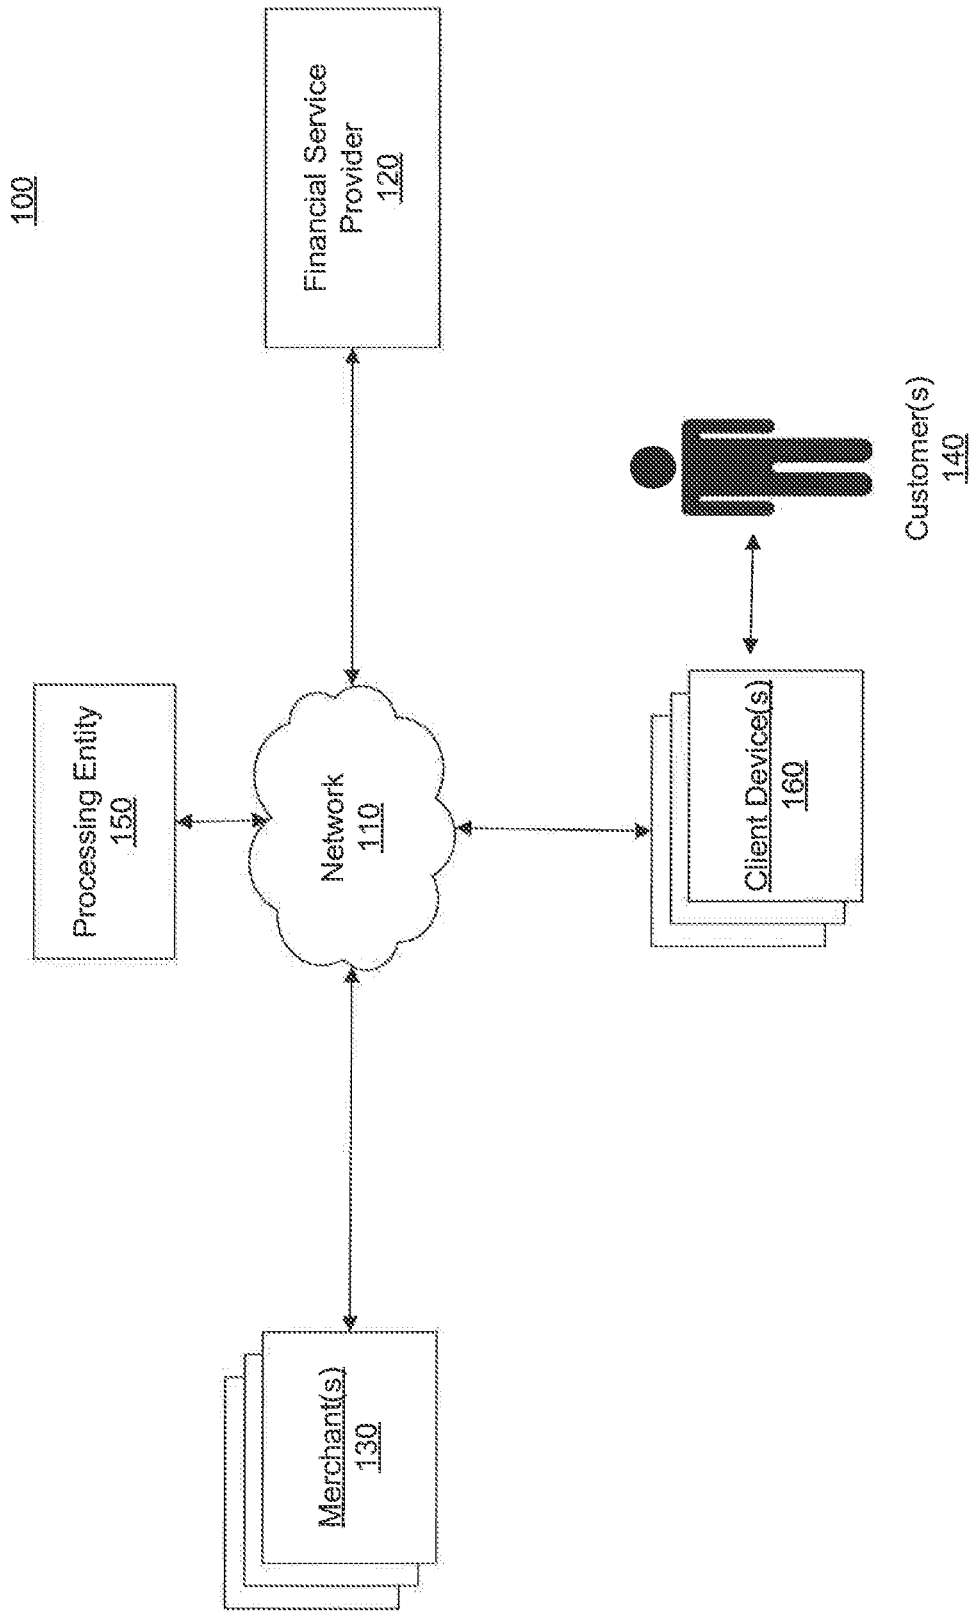 100
Processing Entity
150
Merchant(s)
130
Network
110
Financial Service
Provider
120
Client Device(s)
160
Customer(s)
140